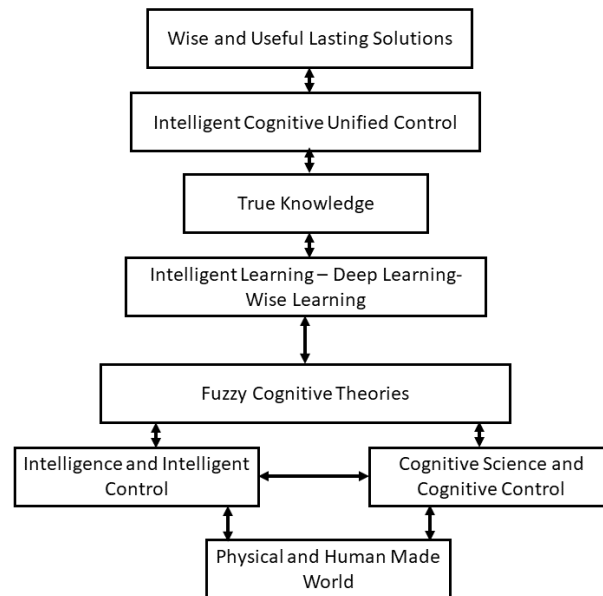 Wise and Useful Lasting Solutions
Intelligent Cognitive Unified Control
True Knowledge
Intelligent Learning – Deep Learning-
Wise Learning
Fuzzy Cognitive Theories
Intelligence and Intelligent
Control
Cognitive Science and
Cognitive Control
Physical and Human Made
World